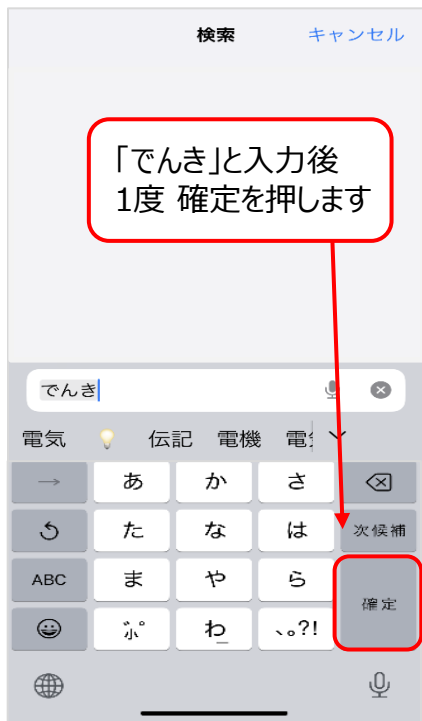 検索
キャンセル
「でんき」と入力後
1度 確定を押します
でんき
電気 伝記 電機
→ あ か さ
た な は 次候補
ABC ま や ら 確定
わ_ 、。?!